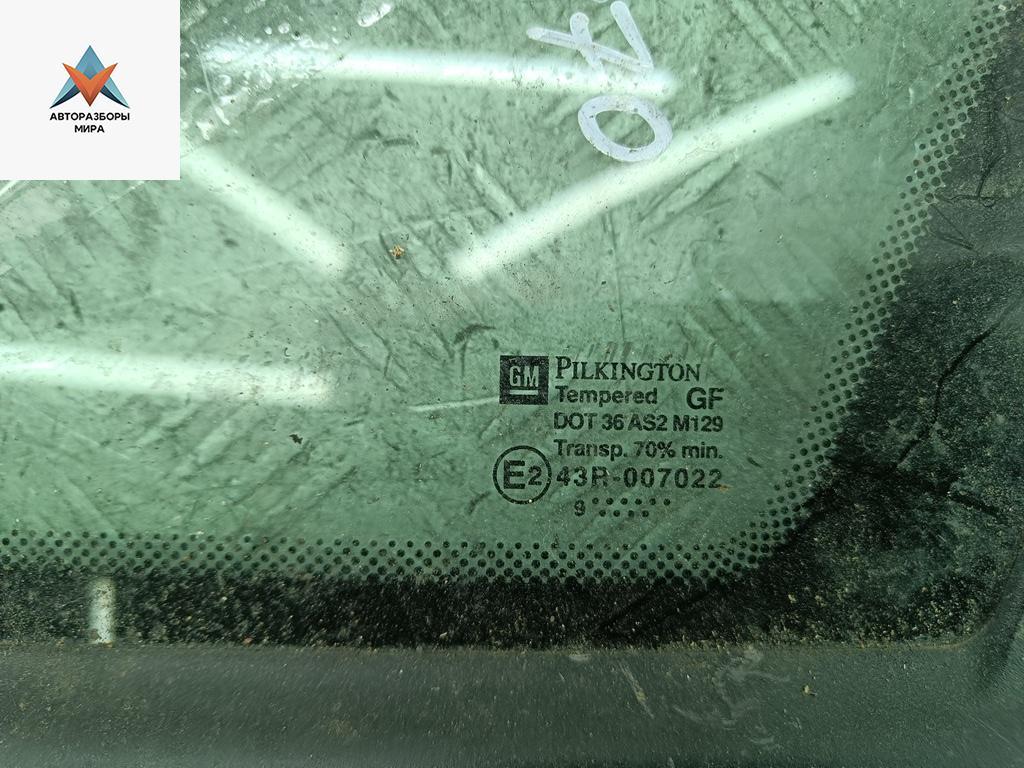 АВТОРАЗБОРЫ
МИРА
GM
PILKINGTON
Tempered GF
DOT 36 AS2 M129
Transp. 70% min.
E2 43R-007022
9